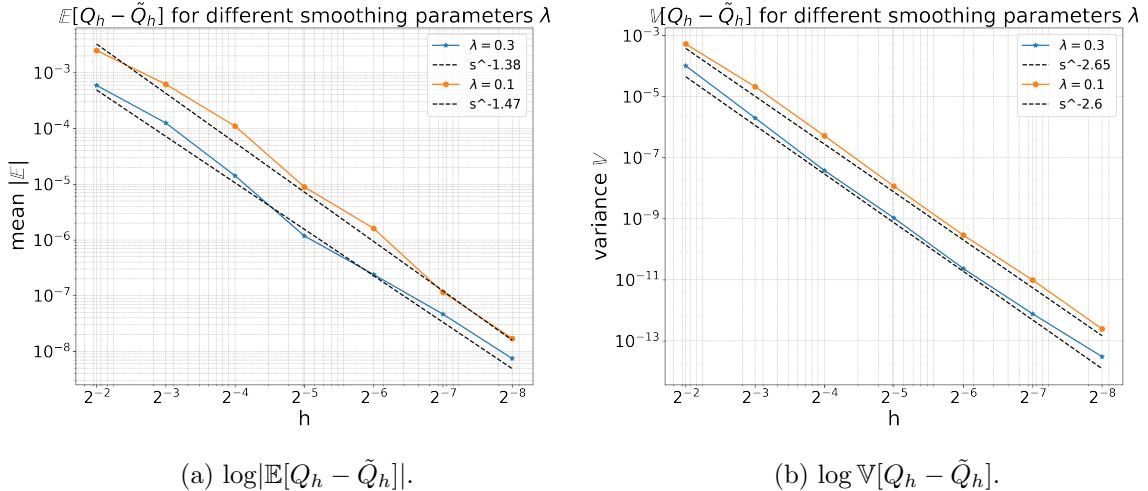 𝔼[Q_h − Q̃_h] for different smoothing parameters λ
mean |𝔼|
10^−3
10^−4
10^−5
10^−6
10^−7
10^−8
λ = 0.3
s^-1.38
λ = 0.1
s^-1.47
2^−2 2^−3 2^−4 2^−5 2^−6 2^−7 2^−8
h
(a) log|𝔼[Q_h − Q̃_h]|.
𝕍[Q_h − Q̃_h] for different smoothing parameters λ
variance 𝕍
10^−3
10^−5
10^−7
10^−9
10^−11
10^−13
λ = 0.3
s^-2.65
λ = 0.1
s^-2.6
2^−2 2^−3 2^−4 2^−5 2^−6 2^−7 2^−8
h
(b) log 𝕍[Q_h − Q̃_h].